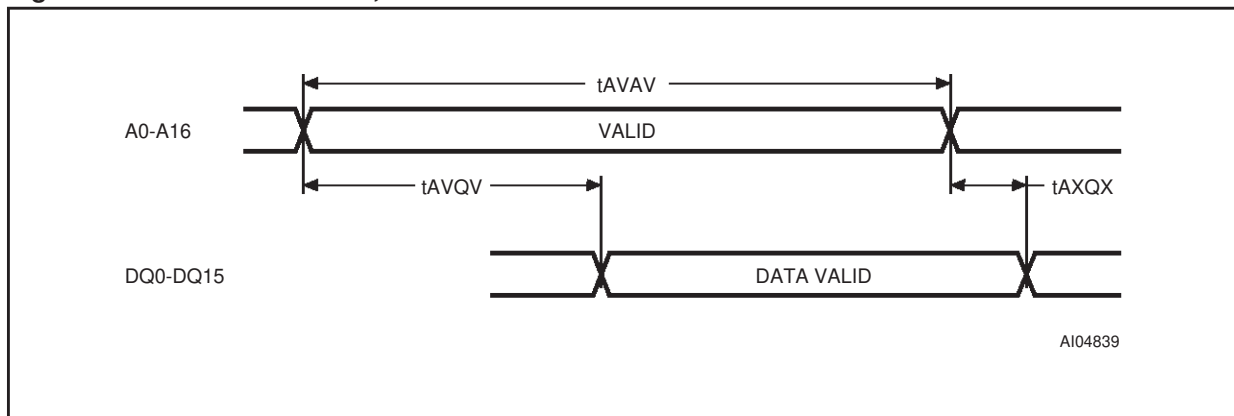 tAVAV
A0-A16
VALID
tAVQV
tAXQX
DQ0-DQ15
DATA VALID
AI04839